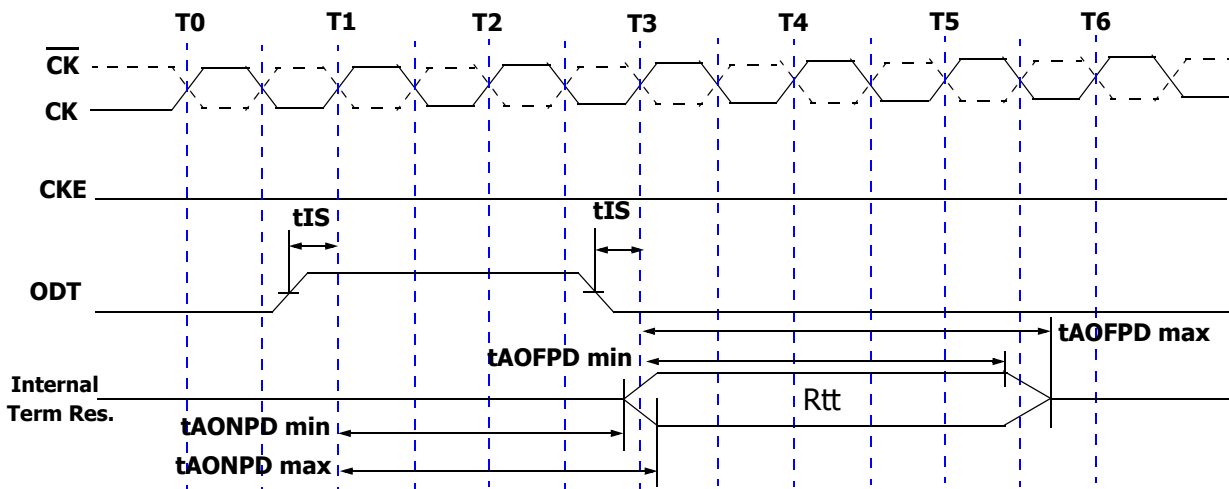 T0 T1 T2 T3 T4 T5 T6
CK
CK
CKE
tIS tIS
ODT
tAOFPD max
tAOFPD min
Internal
Term Res.
Rtt
tAONPD min
tAONPD max